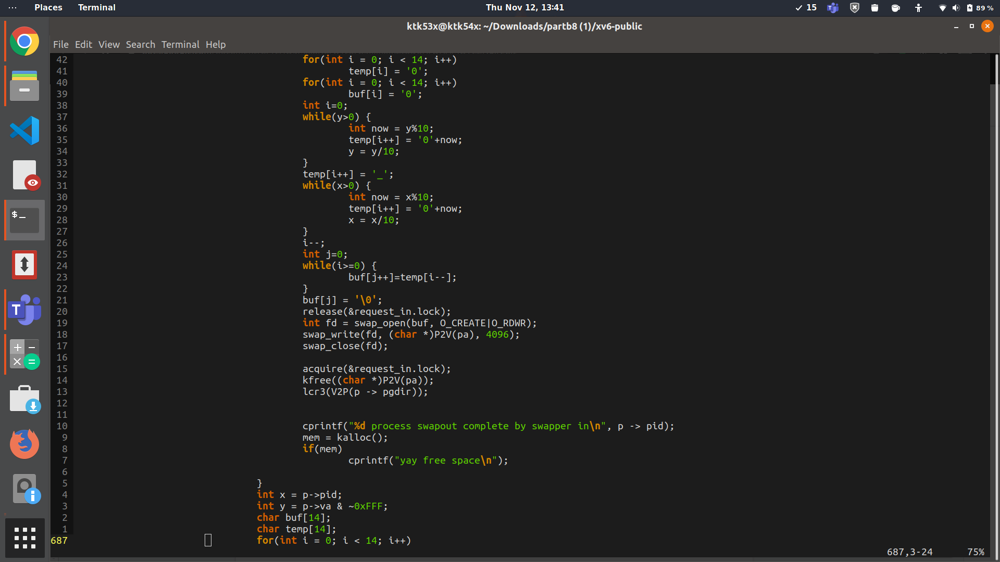 Places Terminal Thu Nov 12, 13:41 15 89 %
ktk53x@ktk54x: ~/Downloads/partb8 (1)/xv6-public
File Edit View Search Terminal Help
42 for(int i = 0; i < 14; i++)
41 temp[i] = '0';
40 for(int i = 0; i < 14; i++)
39 buf[i] = '0';
38 int i=0;
37 while(y>0) {
36 int now = y%10;
35 temp[i++] = '0'+now;
34 y = y/10;
33 }
32 temp[i++] = '_';
31 while(x>0) {
30 int now = x%10;
29 temp[i++] = '0'+now;
28 x = x/10;
27 }
26 i--;
25 int j=0;
24 while(i>=0) {
23 buf[j++]=temp[i--];
22 }
21 buf[j] = '\0';
20 release(&request_in.lock);
19 int fd = swap_open(buf, O_CREATE|O_RDWR);
18 swap_write(fd, (char *)P2V(pa), 4096);
17 swap_close(fd);
16
15 acquire(&request_in.lock);
14 kfree((char *)P2V(pa));
13 lcr3(V2P(p -> pgdir));
12
11
10 cprintf("%d process swapout complete by swapper in\n", p -> pid);
9 mem = kalloc();
8 if(mem)
7 cprintf("yay free space\n");
6
5 }
4 int x = p->pid;
3 int y = p->va & ~0xFFF;
2 char buf[14];
1 char temp[14];
687 for(int i = 0; i < 14; i++)
687,3-24 75%